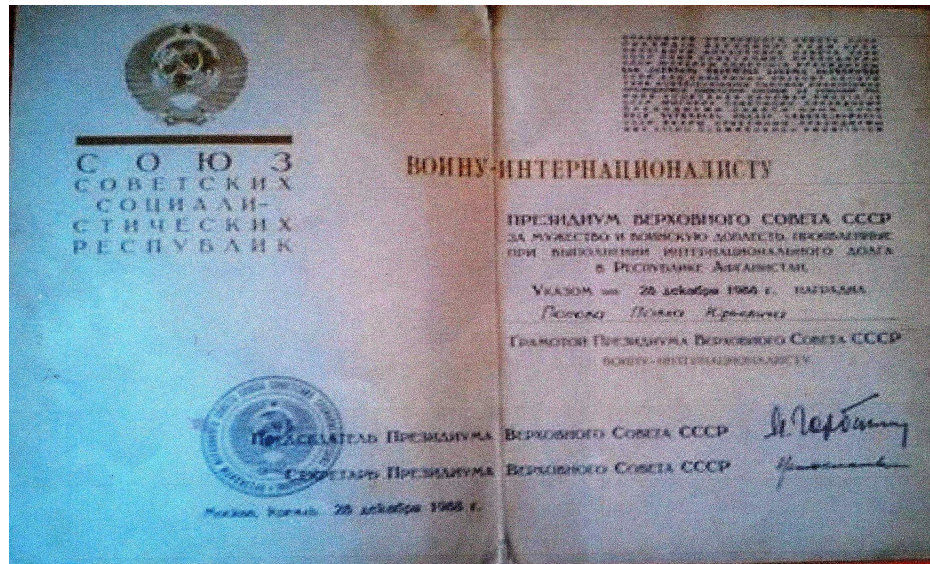 СОЮЗ
СОВЕТСКИХ
СОЦИАЛИ-
СТИЧЕСКИХ
РЕСПУБЛИК
ВОИНУ-ИНТЕРНАЦИОНАЛИСТУ
ПРЕЗИДИУМ ВЕРХОВНОГО СОВЕТА СССР
ЗА МУЖЕСТВО И ВОИНСКУЮ ДОБЛЕСТЬ, ПРОЯВЛЕННЫЕ
ПРИ ВЫПОЛНЕНИИ ИНТЕРНАЦИОНАЛЬНОГО ДОЛГА
В РЕСПУБЛИКЕ АФГАНИСТАН,
УКАЗОМ от 28 декабря 1988 г. НАГРАДИЛ
ГРАМОТОЙ ПРЕЗИДИУМА ВЕРХОВНОГО СОВЕТА СССР
ВОИНУ-ИНТЕРНАЦИОНАЛИСТУ
ПРЕДСЕДАТЕЛЬ ПРЕЗИДИУМА ВЕРХОВНОГО СОВЕТА СССР
СЕКРЕТАРЬ ПРЕЗИДИУМА ВЕРХОВНОГО СОВЕТА СССР
Москва, Кремль. 28 декабря 1988 г.